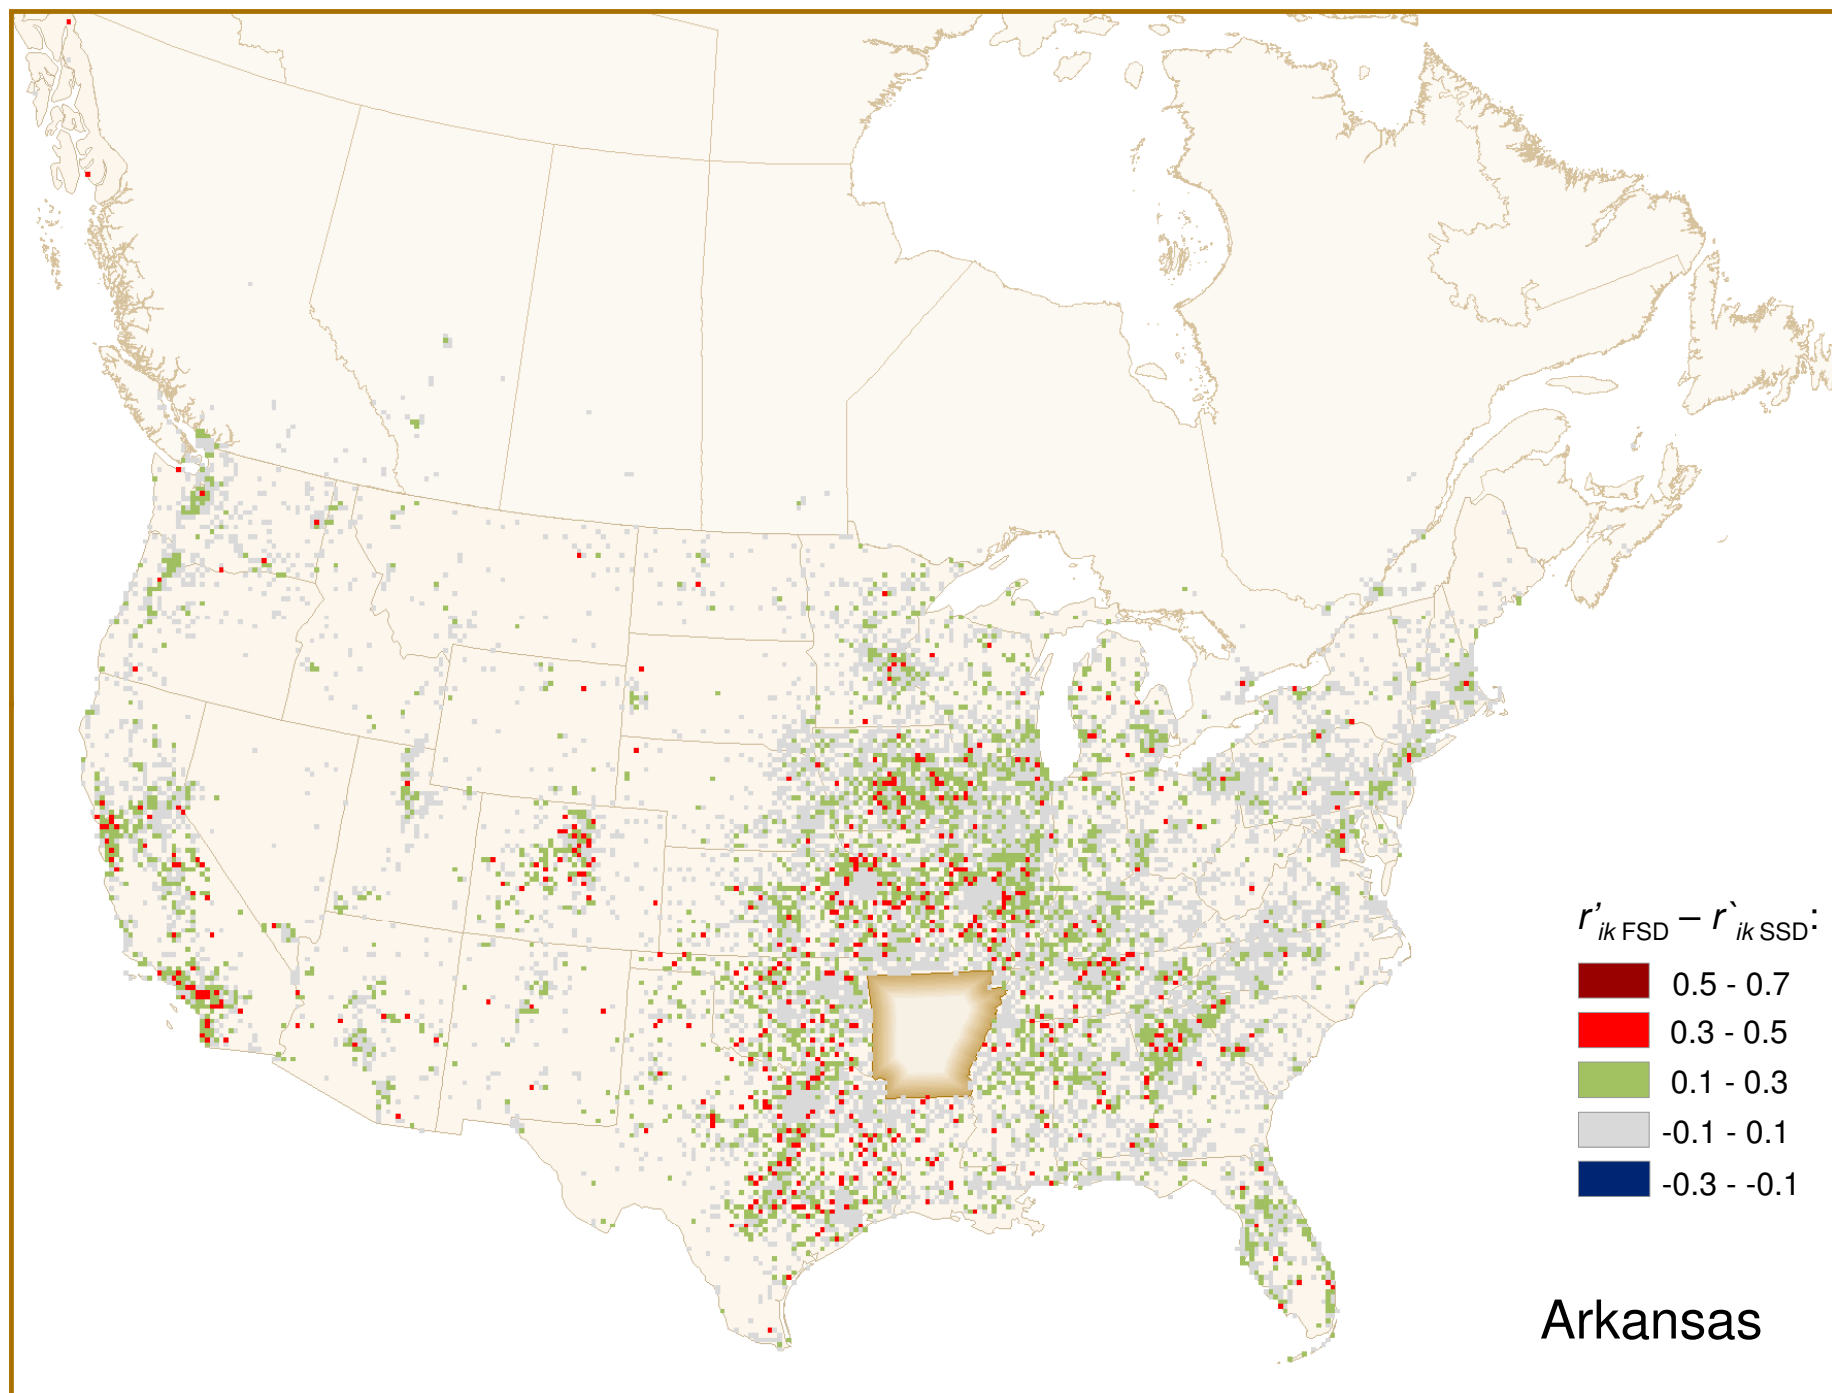 r’ik FSD – r`ik SSD:
0.5 - 0.7
0.3 - 0.5
0.1 - 0.3
-0.1 - 0.1
-0.3 - -0.1
Arkansas